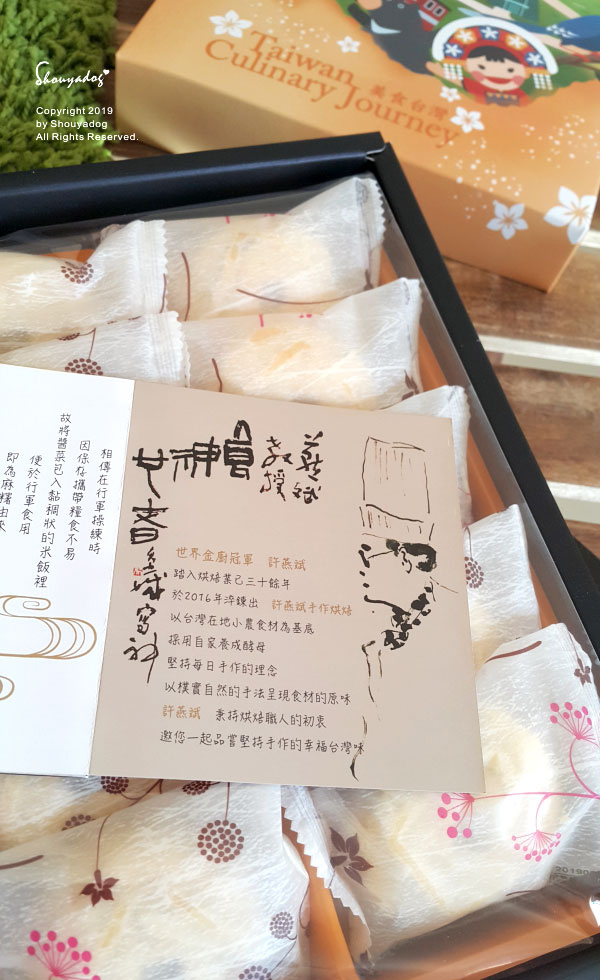 Shouyadog
Copyright 2019
by Shouyadog
All Rights Reserved.
Taiwan
Culinary Journey
美食台灣
相傳在行軍操練時
因條件攜帶糧食不易
故將醬菜包入黏稠狀的米飯裡
便於行軍食用
即為麻糬由來
燕斌
教授
世界金廚冠軍 許燕斌
踏入烘焙業已三十餘年
於2016年淬鍊出 許燕斌手作烘焙
以台灣在地小農食材為基底
採用自家養成酵母
堅持每日手作的理念
以樸實自然的手法呈現食材的原味
許燕斌 秉持烘焙職人的初衷
邀您一起品嘗堅持手作的幸福台灣味